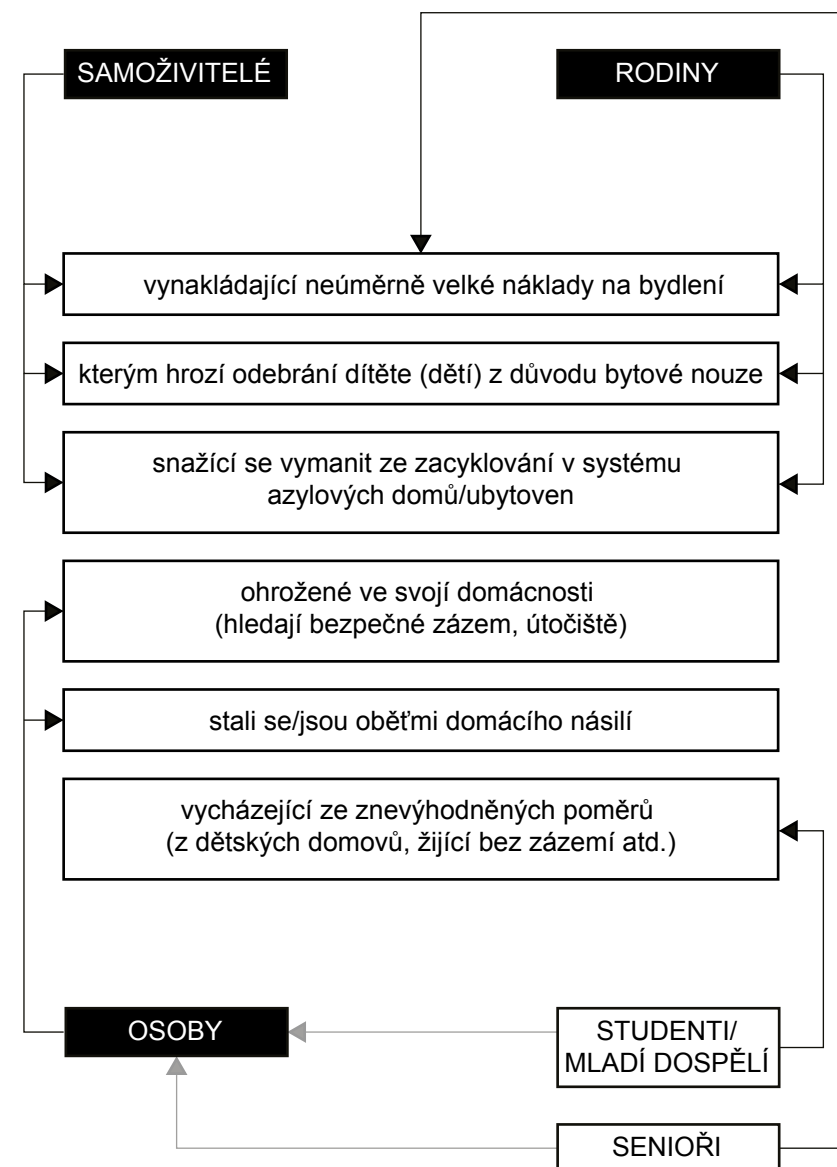 SAMOŽIVITELÉ
RODINY
vynakládající neúměrně velké náklady na bydlení
kterým hrozí odebrání dítěte (dětí) z důvodu bytové nouze
snažící se vymanit ze zacyklování v systému
azylových domů/ubytoven
ohrožené ve svojí domácnosti
(hledají bezpečné zázem, útočiště)
stali se/jsou oběťmi domácího násilí
vycházející ze znevýhodněných poměrů
(z dětských domovů, žijící bez zázemí atd.)
OSOBY
STUDENTI/
MLADÍ DOSPĚLÍ
SENIOŘI